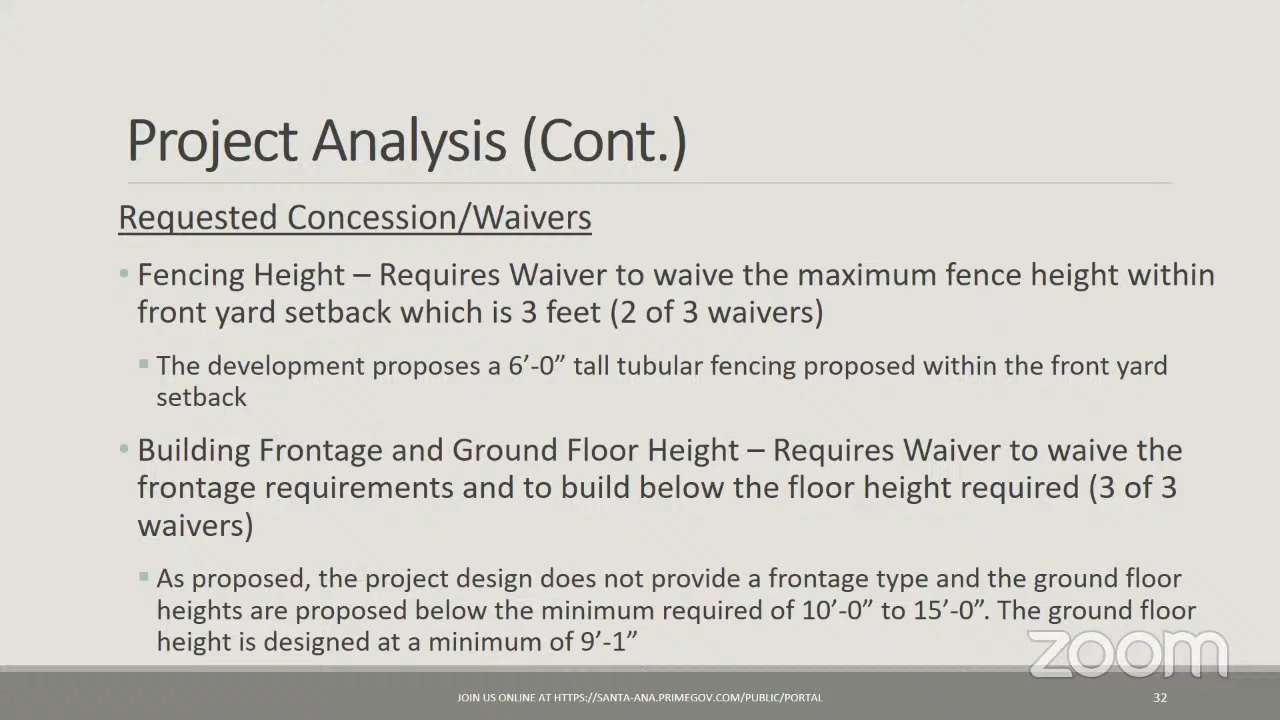 Project Analysis (Cont.)
Requested Concession/Waivers
• Fencing Height – Requires Waiver to waive the maximum fence height within
front yard setback which is 3 feet (2 of 3 waivers)
▪ The development proposes a 6’-0” tall tubular fencing proposed within the front yard
setback
• Building Frontage and Ground Floor Height – Requires Waiver to waive the
frontage requirements and to build below the floor height required (3 of 3
waivers)
▪ As proposed, the project design does not provide a frontage type and the ground floor
heights are proposed below the minimum required of 10’-0” to 15’-0”. The ground floor
height is designed at a minimum of 9’-1”
zoom
JOIN US ONLINE AT HTTPS://SANTA-ANA.PRIMEGOV.COM/PUBLIC/PORTAL
32